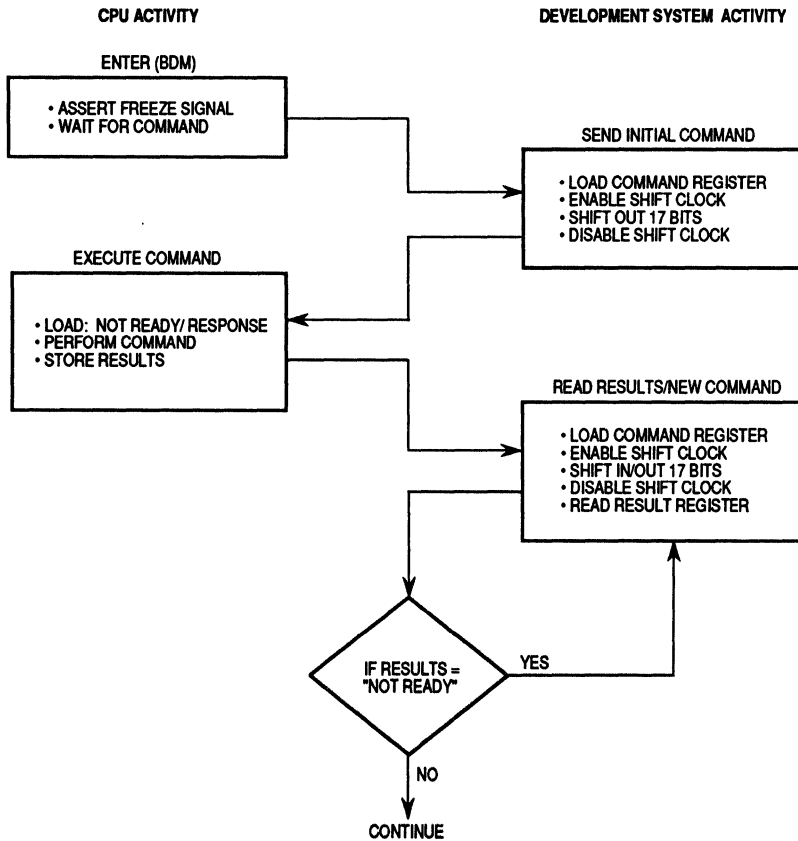 CPU ACTIVITY
DEVELOPMENT SYSTEM ACTIVITY
ENTER (BDM)
• ASSERT FREEZE SIGNAL
• WAIT FOR COMMAND
SEND INITIAL COMMAND
• LOAD COMMAND REGISTER
• ENABLE SHIFT CLOCK
• SHIFT OUT 17 BITS
• DISABLE SHIFT CLOCK
EXECUTE COMMAND
• LOAD: NOT READY/ RESPONSE
• PERFORM COMMAND
• STORE RESULTS
READ RESULTS/NEW COMMAND
• LOAD COMMAND REGISTER
• ENABLE SHIFT CLOCK
• SHIFT IN/OUT 17 BITS
• DISABLE SHIFT CLOCK
• READ RESULT REGISTER
IF RESULTS =
"NOT READY"
YES
NO
CONTINUE